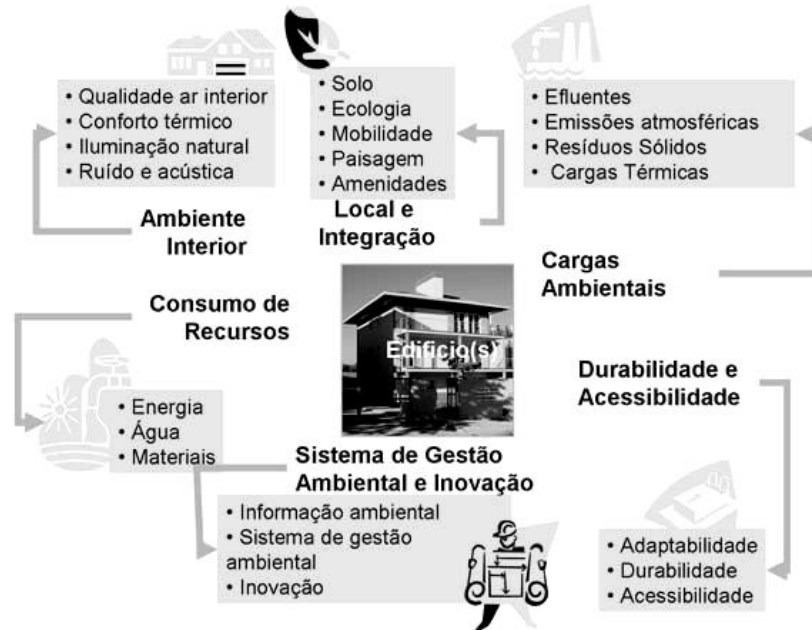 • Qualidade ar interior
• Conforto térmico
• Iluminação natural
• Ruído e acústica
Ambiente
Interior
• Solo
• Ecologia
• Mobilidade
• Paisagem
• Amenidades
Local e
Integração
• Efluentes
• Emissões atmosféricas
• Resíduos Sólidos
• Cargas Térmicas
Cargas
Ambientais
Consumo de
Recursos
• Energia
• Água
• Materiais
Edificio(s)
Durabilidade e
Acessibilidade
• Adaptabilidade
• Durabilidade
• Acessibilidade
Sistema de Gestão
Ambiental e Inovação
• Informação ambiental
• Sistema de gestão
ambiental
• Inovação